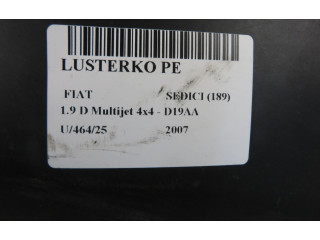 LUSTERKO PE
FIAT SEDICI (189)
1.9 D Multijet 4x4 - D19AA
U/464/25 2007